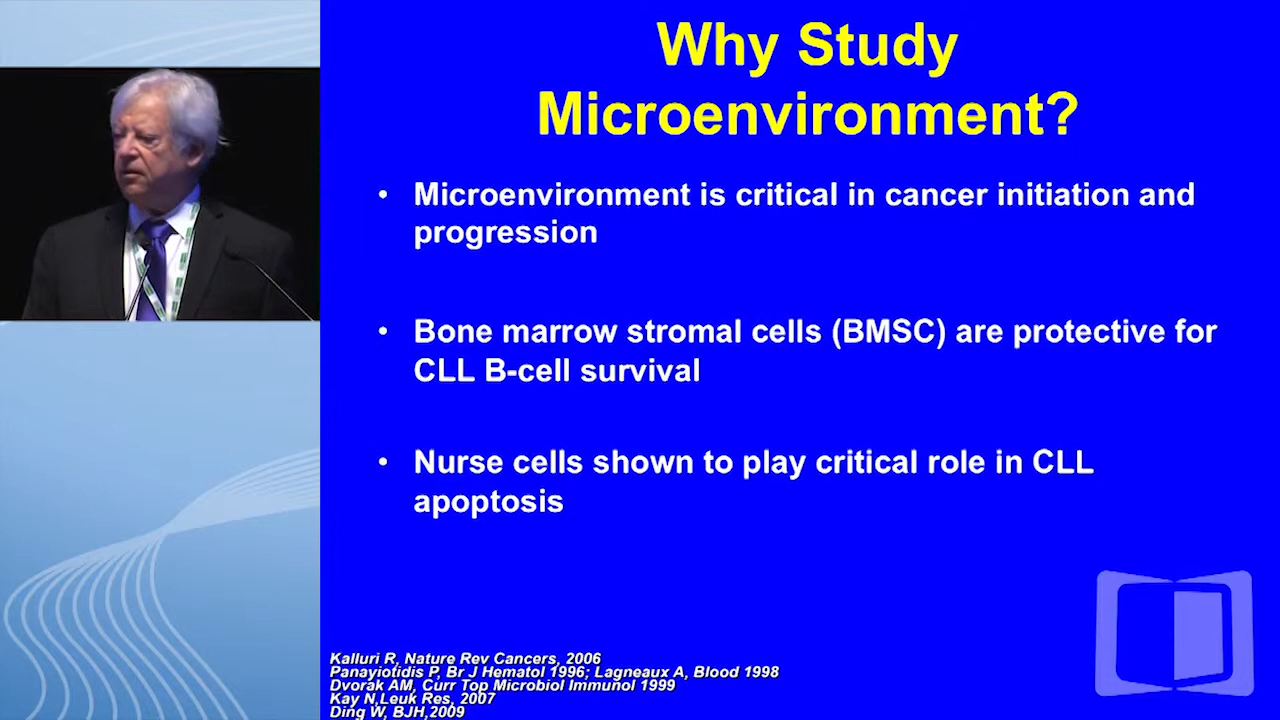 Why Study
Microenvironment?
• Microenvironment is critical in cancer initiation and
progression
• Bone marrow stromal cells (BMSC) are protective for
CLL B-cell survival
• Nurse cells shown to play critical role in CLL
apoptosis
Kalluri R, Nature Rev Cancers, 2006
Panayiotidis P, Br J Hematol 1996; Lagneaux A, Blood 1998
Dvorak AM, Curr Top Microbiol Immunol 1999
Kay N,Leuk Res, 2007
Ding W, BJH,2009